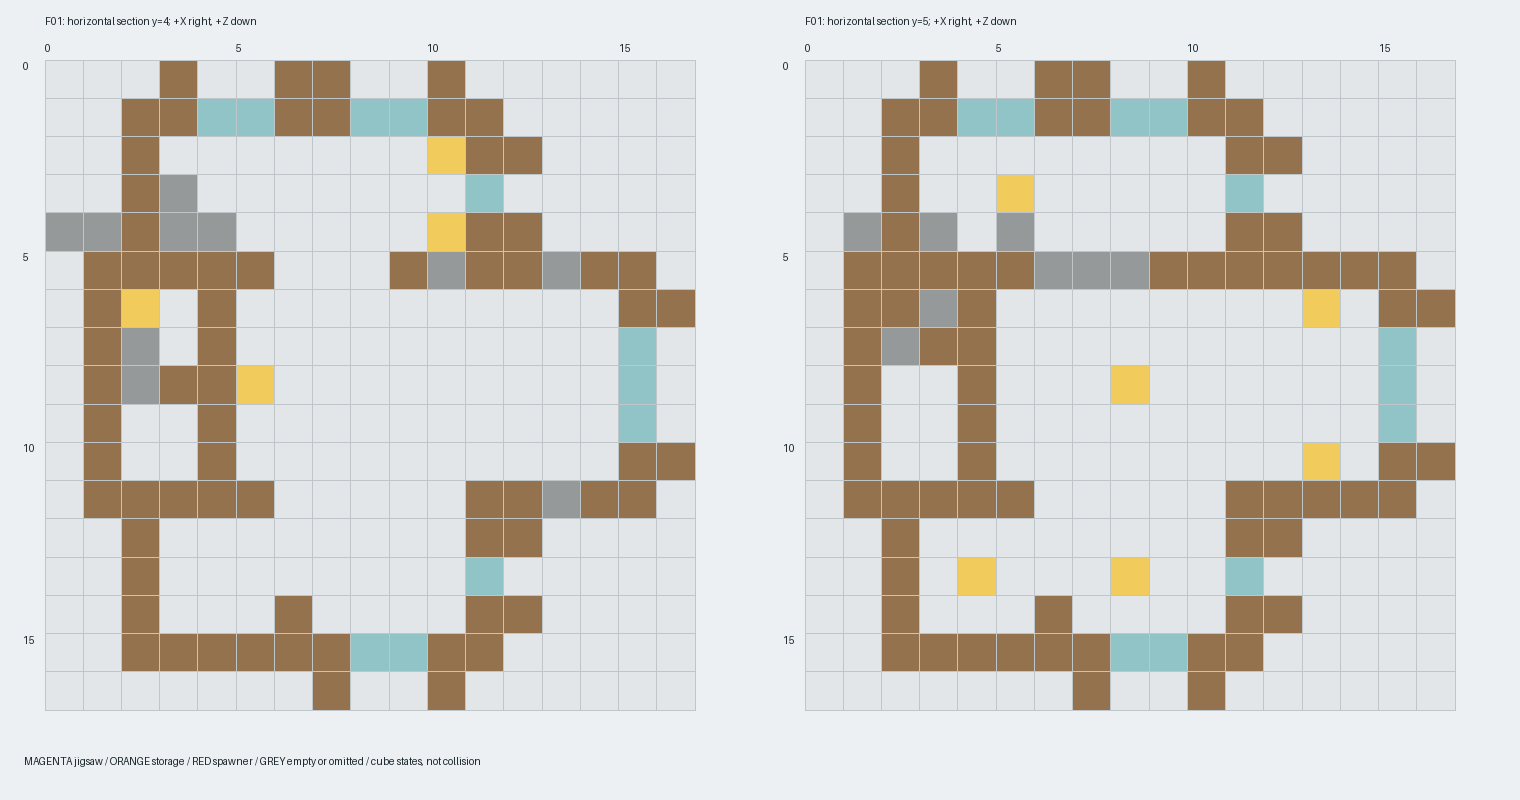 F01: horizontal section y=4; +X right, +Z down
F01: horizontal section y=5; +X right, +Z down
0 5 10 15
0 5 10 15
0 0
5 5
10 10
15 15
MAGENTA jigsaw / ORANGE storage / RED spawner / GREY empty or omitted / cube states, not collision